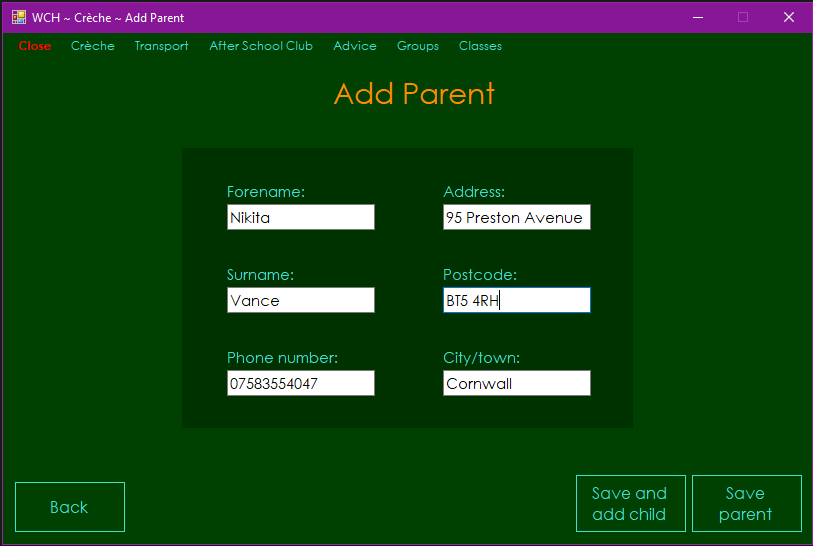 WCH ~ Crèche ~ Add Parent
Close Crèche Transport After School Club Advice Groups Classes
Add Parent
Forename:
Nikita
Address:
95 Preston Avenue
Surname:
Vance
Postcode:
BT5 4RH
Phone number:
07583554047
City/town:
Cornwall
Back
Save and
add child
Save
parent